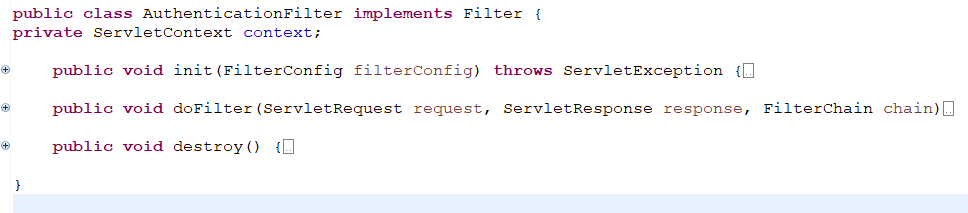 public class AuthenticationFilter implements Filter {
private ServletContext context;
public void init(FilterConfig filterConfig) throws ServletException {..
public void doFilter(ServletRequest request, ServletResponse response, FilterChain chain)..
public void destroy() {..
}